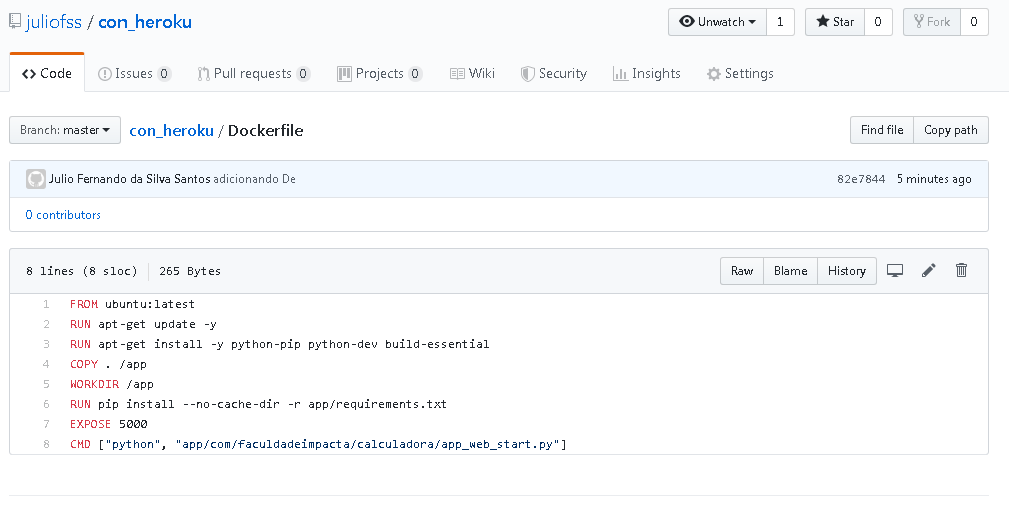 juliofss / con_heroku
Unwatch 1 Star 0 Fork 0
Code Issues 0 Pull requests 0 Projects 0 Wiki Security Insights Settings
Branch: master con_heroku / Dockerfile Find file Copy path
Julio Fernando da Silva Santos adicionando De 82e7844 5 minutes ago
0 contributors
8 lines (8 sloc) 265 Bytes Raw Blame History
1 FROM ubuntu:latest
2 RUN apt-get update -y
3 RUN apt-get install -y python-pip python-dev build-essential
4 COPY . /app
5 WORKDIR /app
6 RUN pip install --no-cache-dir -r app/requirements.txt
7 EXPOSE 5000
8 CMD ["python", "app/com/faculdadeimpacta/calculadora/app_web_start.py"]